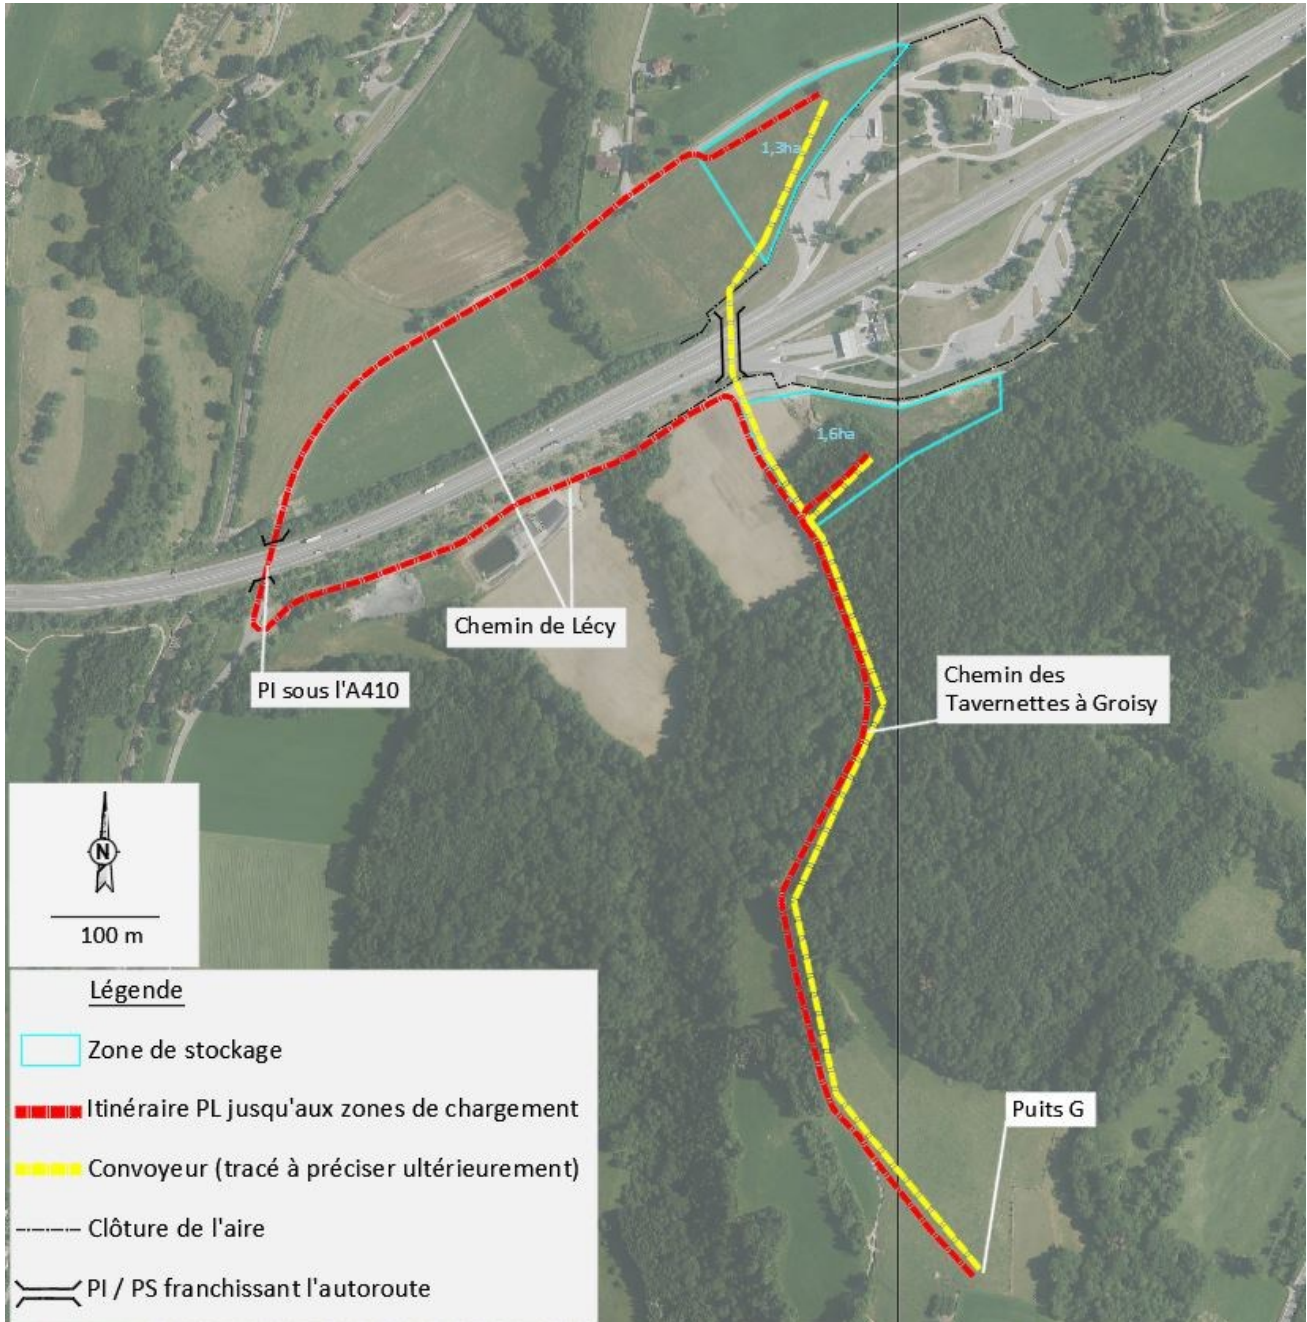 1,3ha
1,6ha
Chemin de Lécy
PI sous l'A410
Chemin des
Tavernettes à Groisy
N
100 m
Légende
Zone de stockage
Itinéraire PL jusqu'aux zones de chargement
Convoyeur (tracé à préciser ultérieurement)
Clôture de l'aire
PI / PS franchissant l'autoroute
Puits G